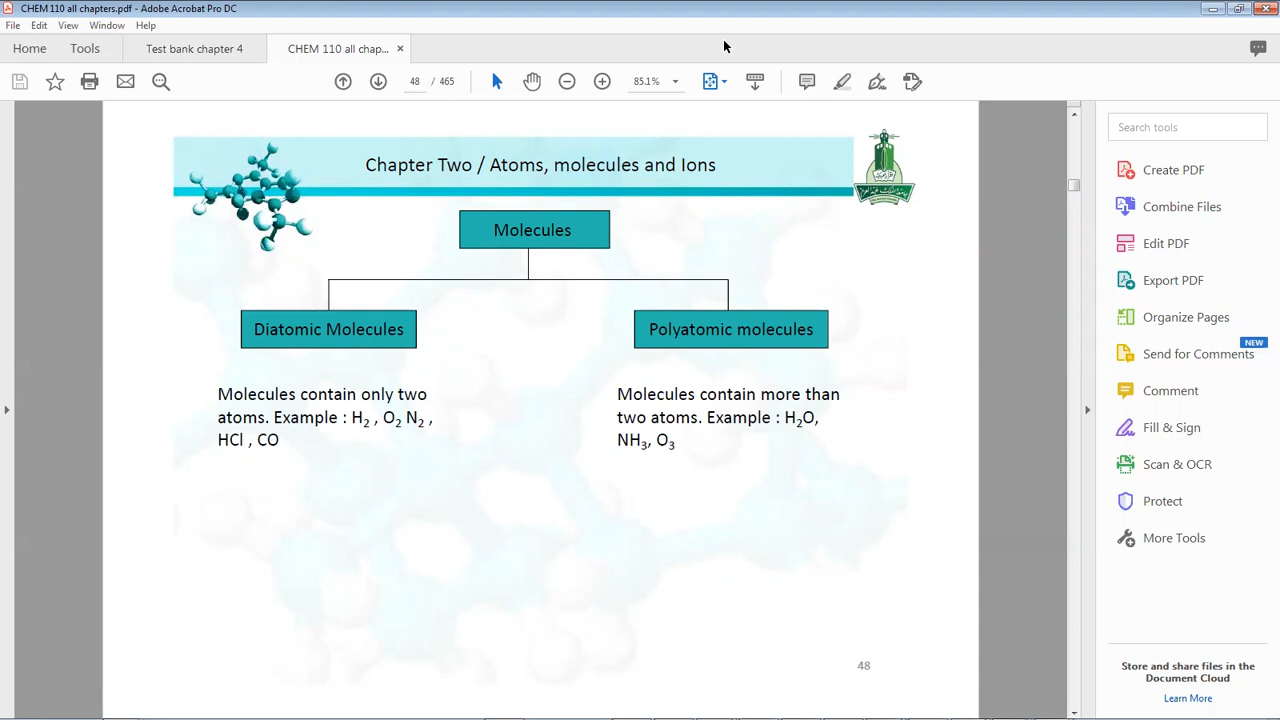 CHEM 110 all chapters.pdf - Adobe Acrobat Pro DC
File Edit View Window Help
Home Tools Test bank chapter 4 CHEM 110 all chap... ×
48 / 465 85.1%
Search tools
Chapter Two / Atoms, molecules and Ions
Molecules
Diatomic Molecules Polyatomic molecules
Molecules contain only two
atoms. Example : H₂ , O₂ N₂ ,
HCl , CO
Molecules contain more than
two atoms. Example : H₂O,
NH₃, O₃
48
Create PDF
Combine Files
Edit PDF
Export PDF
Organize Pages
NEW
Send for Comments
Comment
Fill & Sign
Scan & OCR
Protect
More Tools
Store and share files in the
Document Cloud
Learn More